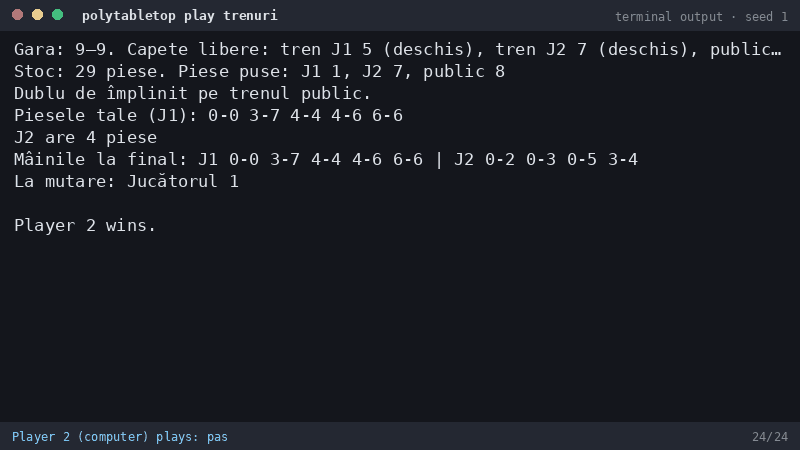 polytabletop play trenuri
terminal output · seed 1
Gara: 9—9. Capete libere: tren J1 5 (deschis), tren J2 7 (deschis), public…
Stoc: 29 piese. Piese puse: J1 1, J2 7, public 8
Dublu de împlinit pe trenul public.
Piesele tale (J1): 0-0 3-7 4-4 4-6 6-6
J2 are 4 piese
Mâinile la final: J1 0-0 3-7 4-4 4-6 6-6 | J2 0-2 0-3 0-5 3-4
La mutare: Jucătorul 1
Player 2 wins.
Player 2 (computer) plays: pas
24/24